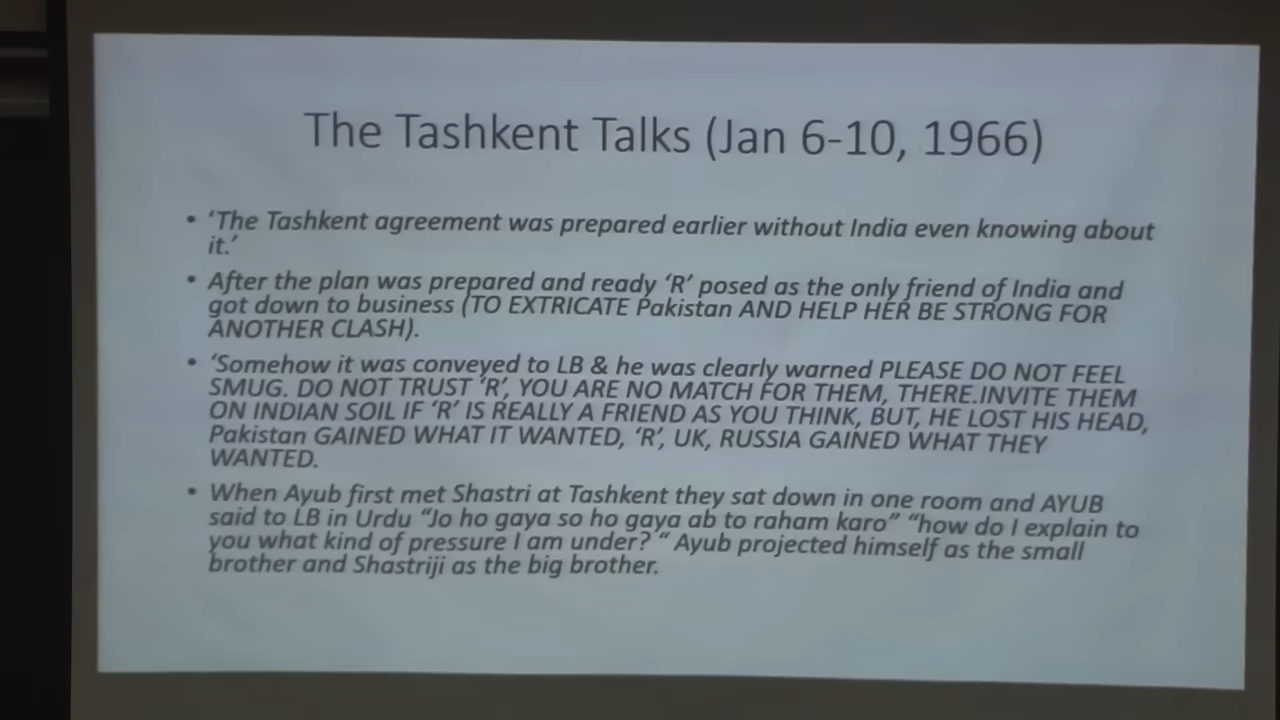 The Tashkent Talks (Jan 6-10, 1966)
• ‘The Tashkent agreement was prepared earlier without India even knowing about
it.’
• After the plan was prepared and ready ‘R’ posed as the only friend of India and
got down to business (TO EXTRICATE Pakistan AND HELP HER BE STRONG FOR
ANOTHER CLASH).
• ‘Somehow it was conveyed to LB & he was clearly warned PLEASE DO NOT FEEL
SMUG. DO NOT TRUST ‘R’, YOU ARE NO MATCH FOR THEM, THERE.INVITE THEM
ON INDIAN SOIL IF ‘R’ IS REALLY A FRIEND AS YOU THINK, BUT, HE LOST HIS HEAD,
Pakistan GAINED WHAT IT WANTED, ‘R’, UK, RUSSIA GAINED WHAT THEY
WANTED.
• When Ayub first met Shastri at Tashkent they sat down in one room and AYUB
said to LB in Urdu “Jo ho gaya so ho gaya ab to raham karo” “how do I explain to
you what kind of pressure I am under? “ Ayub projected himself as the small
brother and Shastriji as the big brother.